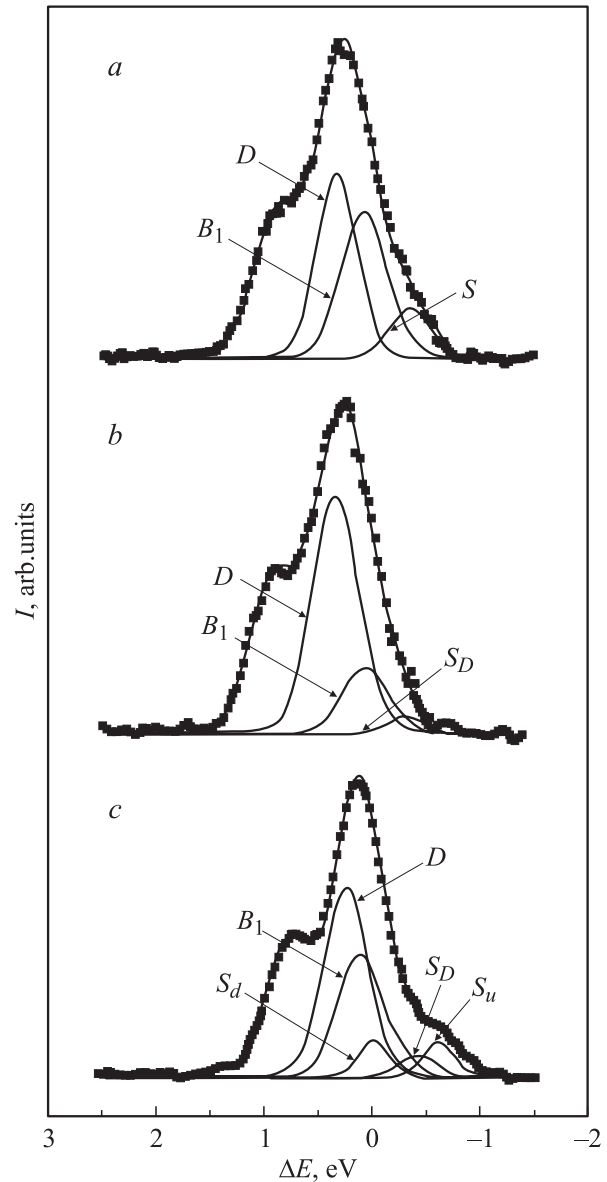 a
D
B1
S
b
D
B1
SD
c
D
B1
SD
Sd
Su
I, arb.units
3 2 1 0 –1 –2
ΔE, eV